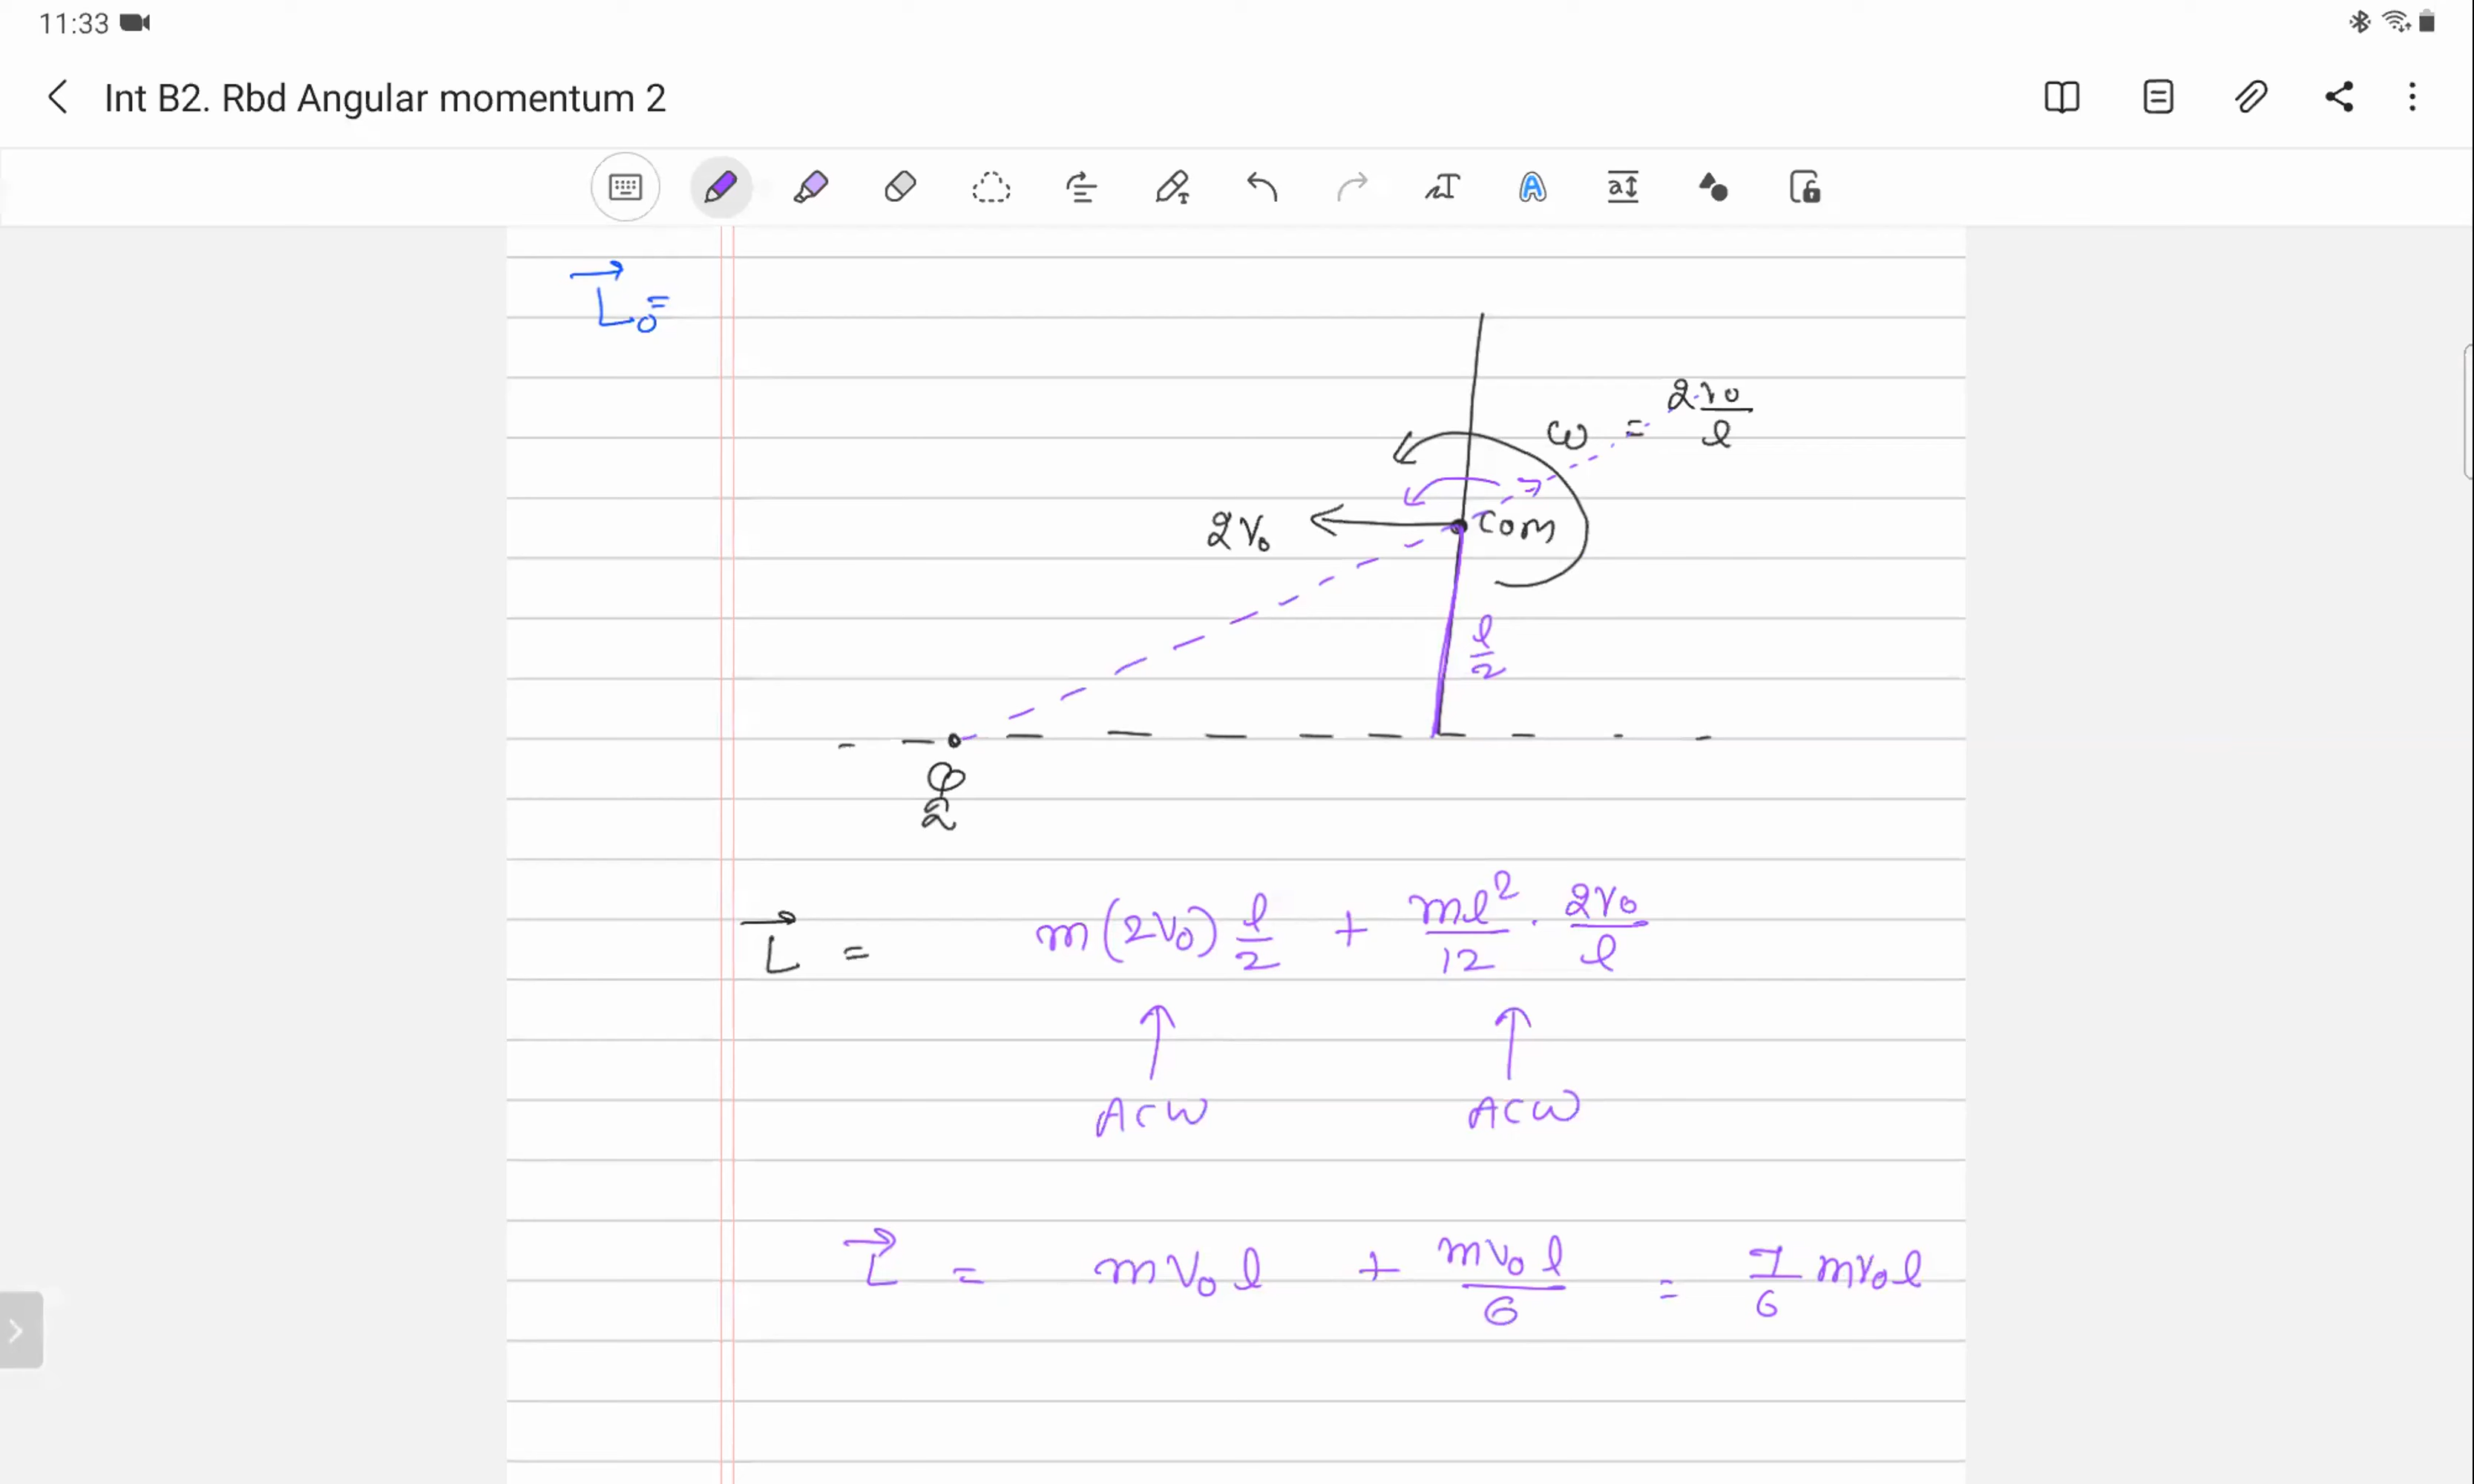 11:33
Int B2. Rbd Angular momentum 2
L⃗₀ =
ω = 2v₀/l
2v₀
com
l/2
L⃗ = m(2v₀) l/2 + ml²/12 · 2v₀/l
ACW ACW
L⃗ = mv₀l + mv₀l/6 = 7/6 mv₀l